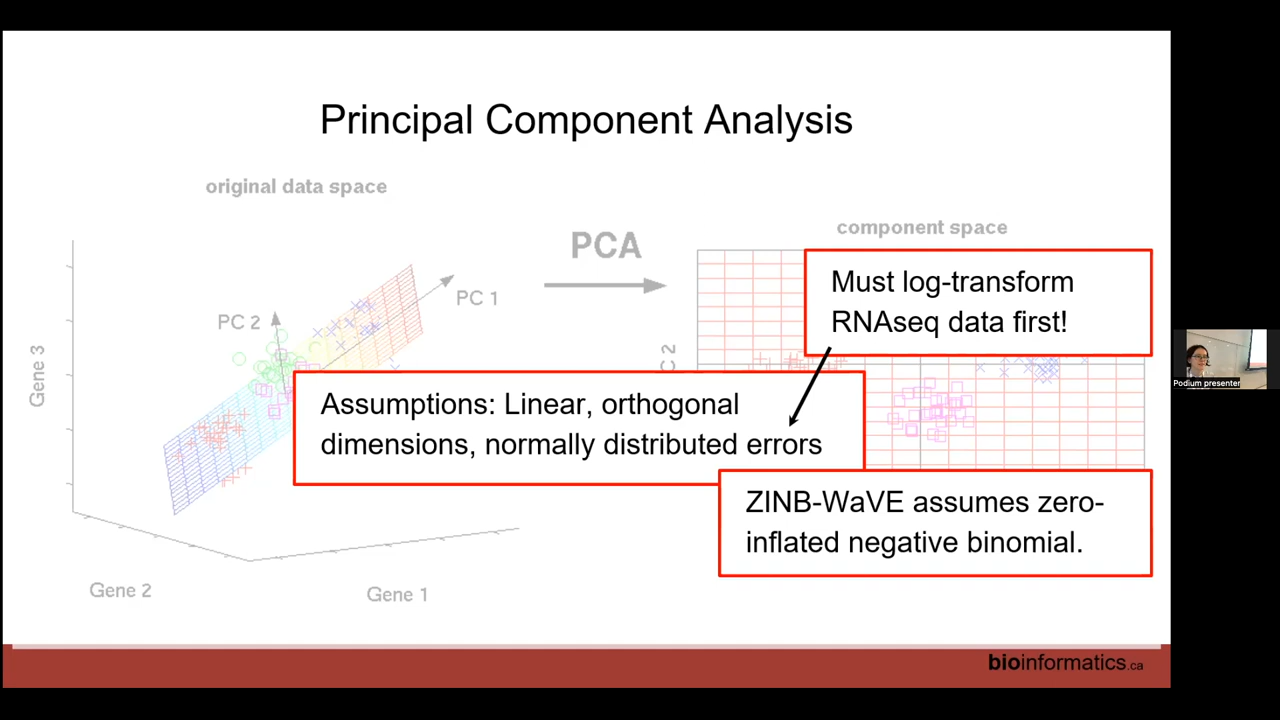 Principal Component Analysis
original data space
component space
PCA
Must log-transform
RNAseq data first!
PC 1
PC 2
Gene 3
C 2
Assumptions: Linear, orthogonal
dimensions, normally distributed errors
ZINB-WaVE assumes zero-
inflated negative binomial.
Gene 2
Gene 1
Podium presenter
bioinformatics.ca